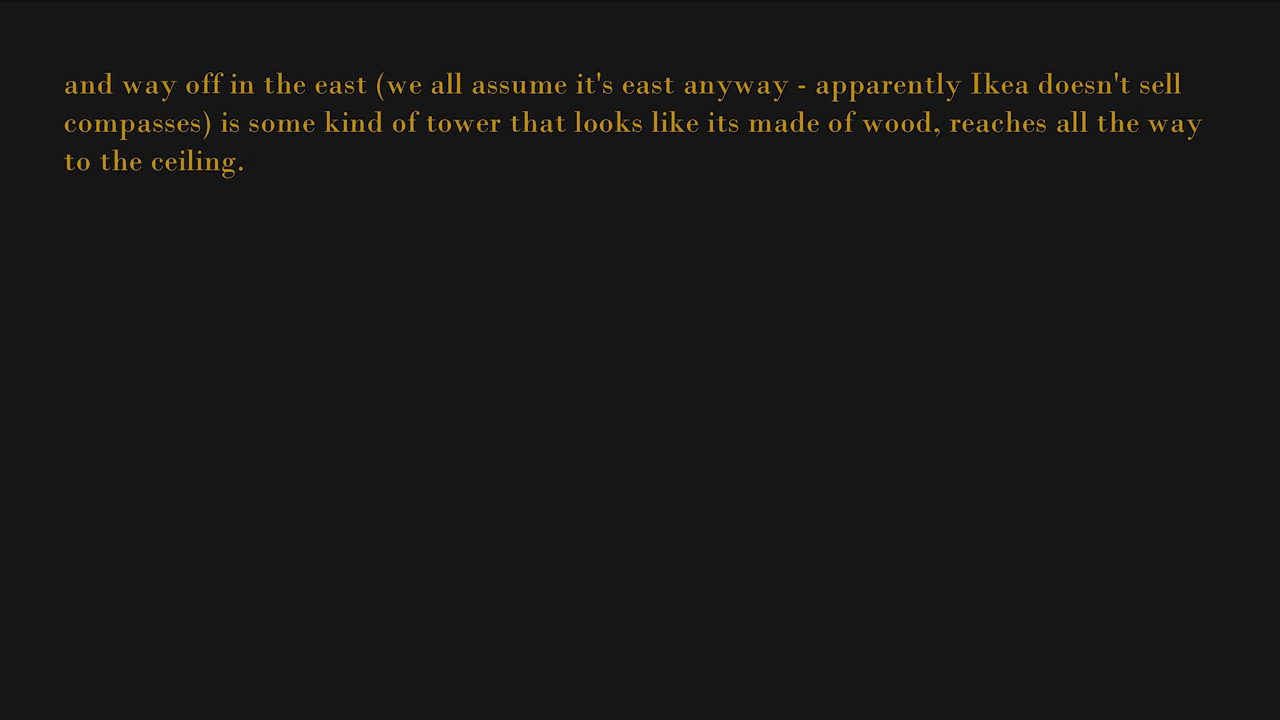 and way off in the east (we all assume it's east anyway - apparently Ikea doesn't sell
compasses) is some kind of tower that looks like its made of wood, reaches all the way
to the ceiling.